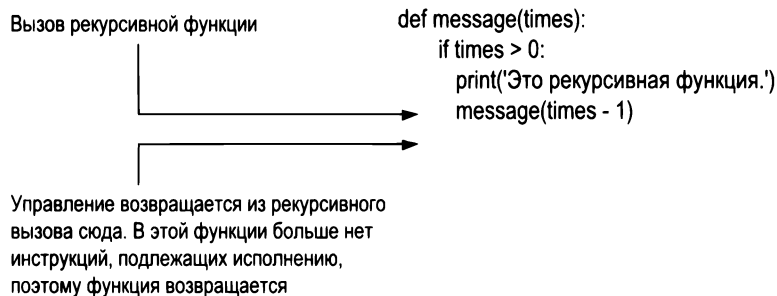 Вызов рекурсивной функции
def message(times):
if times > 0:
print('Это рекурсивная функция.')
message(times - 1)
Управление возвращается из рекурсивного
вызова сюда. В этой функции больше нет
инструкций, подлежащих исполнению,
поэтому функция возвращается